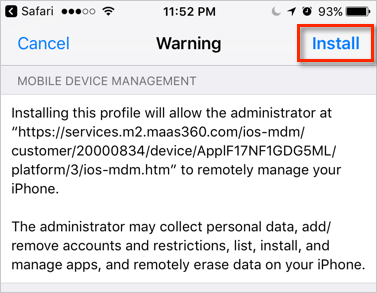 Safari 11:52 PM 93%
Cancel Warning Install
MOBILE DEVICE MANAGEMENT
Installing this profile will allow the administrator at
“https://services.m2.maas360.com/ios-mdm/
customer/20000834/device/ApplF17NF1GDG5ML/
platform/3/ios-mdm.htm” to remotely manage your
iPhone.
The administrator may collect personal data, add/
remove accounts and restrictions, list, install, and
manage apps, and remotely erase data on your iPhone.